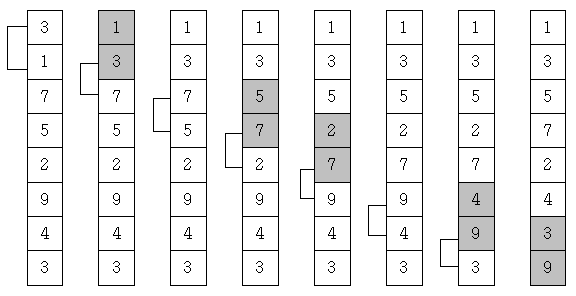 3 1 1 1 1 1 1 1
1 3 3 3 3 3 3 3
7 7 7 5 5 5 5 5
5 5 5 7 2 2 2 7
2 2 2 2 7 7 7 2
9 9 9 9 9 9 4 4
4 4 4 4 4 4 9 3
3 3 3 3 3 3 3 9